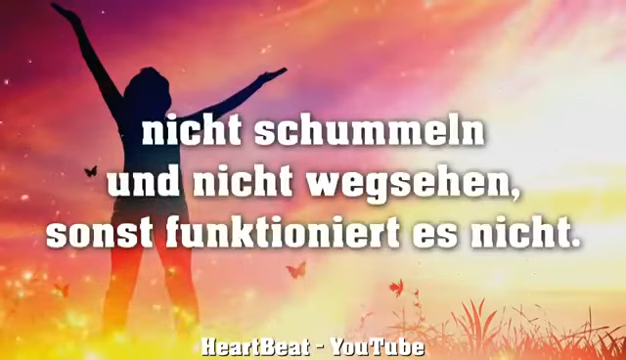 nicht schummeln
und nicht wegsehen,
sonst funktioniert es nicht.
HeartBeat - YouTube